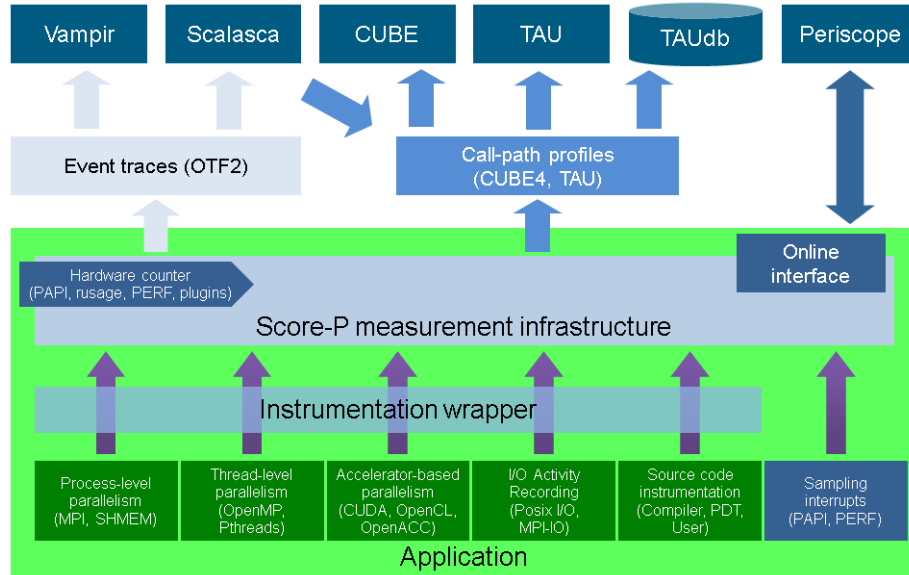 Vampir
Scalasca
CUBE
TAU
TAUdb
Periscope
Event traces (OTF2)
Call-path profiles
(CUBE4, TAU)
Online
interface
Hardware counter
(PAPI, rusage, PERF, plugins)
Score-P measurement infrastructure
Instrumentation wrapper
Process-level
parallelism
(MPI, SHMEM)
Thread-level
parallelism
(OpenMP,
Pthreads)
Accelerator-based
parallelism
(CUDA, OpenCL,
OpenACC)
I/O Activity
Recording
(Posix I/O,
MPI-IO)
Source code
instrumentation
(Compiler, PDT,
User)
Sampling
interrupts
(PAPI, PERF)
Application